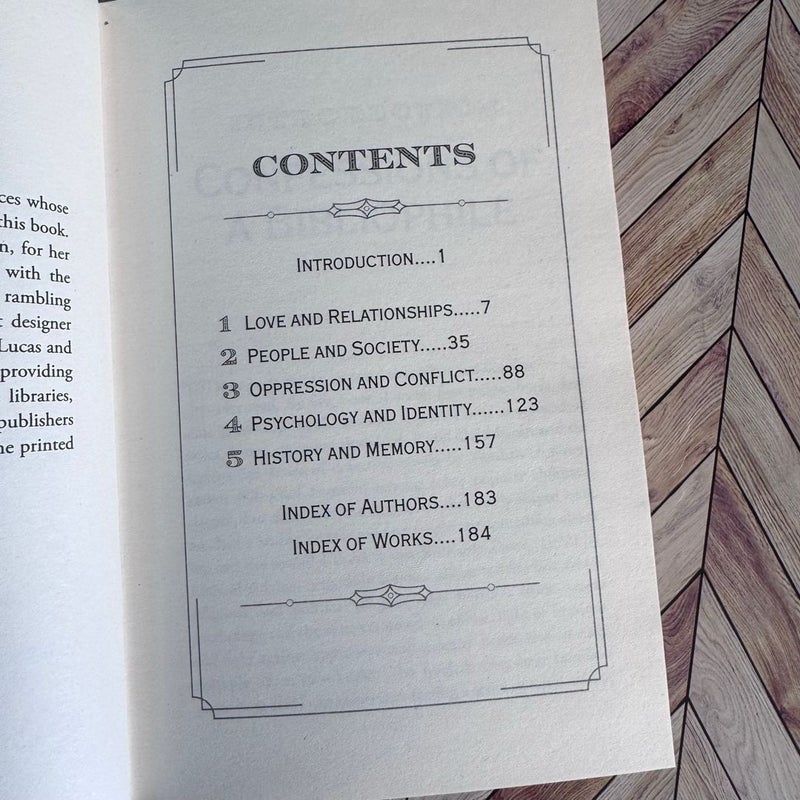 ces whose
this book.
n, for her
with the
rambling
designer
Lucas and
providing
libraries,
publishers
ne printed
CONTENTS
INTRODUCTION....1
1 LOVE AND RELATIONSHIPS.....7
2 PEOPLE AND SOCIETY.....35
3 OPPRESSION AND CONFLICT.....88
4 PSYCHOLOGY AND IDENTITY......123
5 HISTORY AND MEMORY.....157
INDEX OF AUTHORS....183
INDEX OF WORKS....184